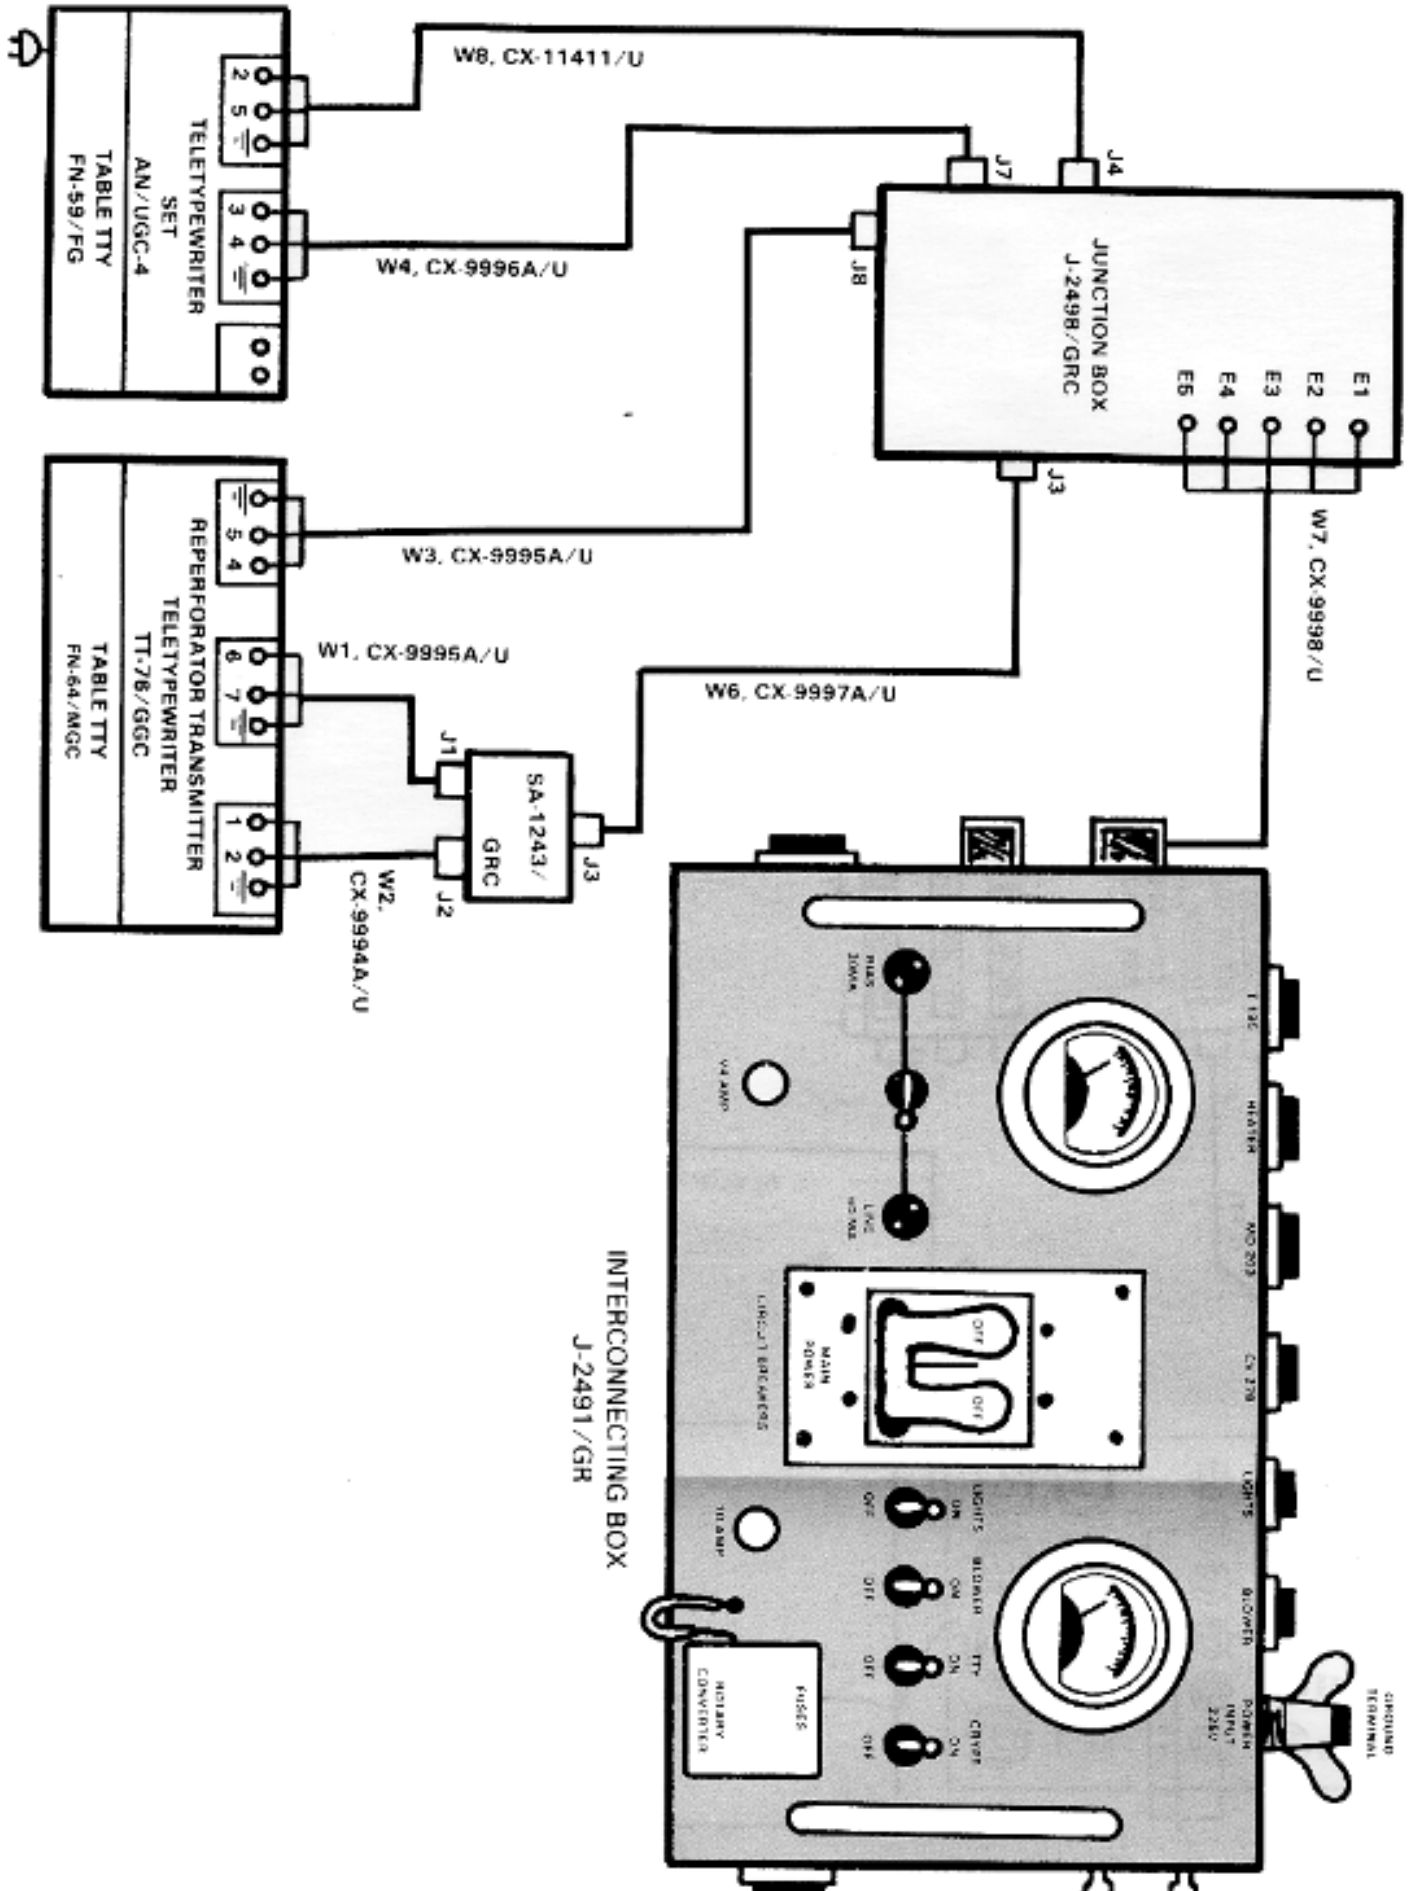 W8, CX-11411/U
W4, CX-9996A/U
2
5
3
4
TELETYPEWRITER
SET
AN/UGC-4
TABLE TTY
FN-59/FG
J4
J7
J8
J3
JUNCTION BOX
J-2498/GRC
E1
E2
E3
E4
E5
W7, CX-9998/U
W3, CX-9995A/U
W1, CX-9995A/U
W6, CX-9997A/U
5
4
6
7
1
2
REPERFORATOR TRANSMITTER
TELETYPEWRITER
TT-76/GGC
TABLE TTY
FN-64/MGC
J1
J2
J3
SA-1243/
GRC
W2,
CX-9994A/U
HEATER
MD 203
LIGHTS
BLOWER
POWER
INPUT
GROUND
TERMINAL
BIAS
LINE
OFF
OFF
MAIN
POWER
CIRCUIT BREAKERS
LIGHTS
ON
OFF
BLOWER
ON
OFF
TTY
ON
OFF
CRYPT
ON
OFF
10 AMP
FUSES
ROTARY
CONVERTER
INTERCONNECTING BOX
J-2491/GR